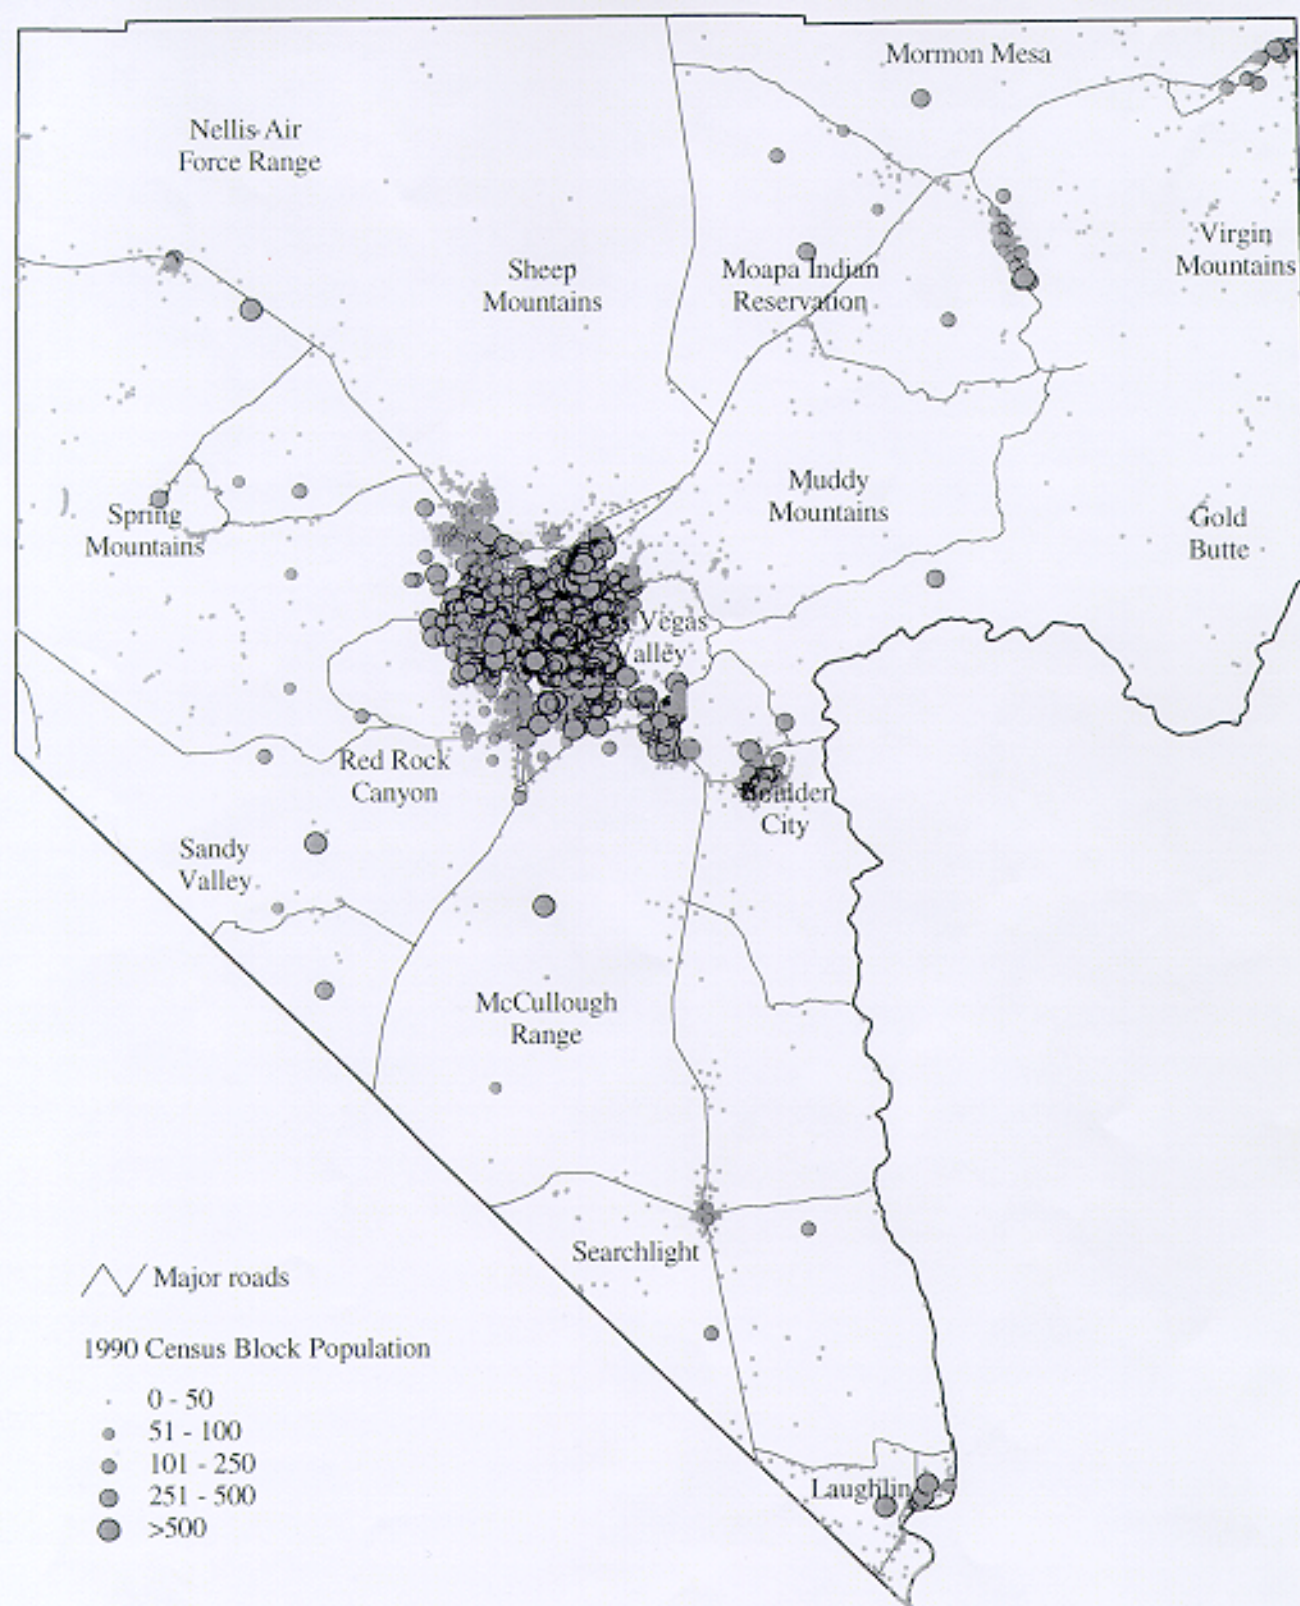 Mormon Mesa
Nellis Air
Force Range
Virgin
Mountains
Sheep
Mountains
Moapa Indian
Reservation
Muddy
Mountains
Spring
Mountains
Gold
Butte
Vegas
Valley
Red Rock
Canyon
Boulder
City
Sandy
Valley
McCullough
Range
Searchlight
Major roads
1990 Census Block Population
0 - 50
51 - 100
101 - 250
251 - 500
>500
Laughlin